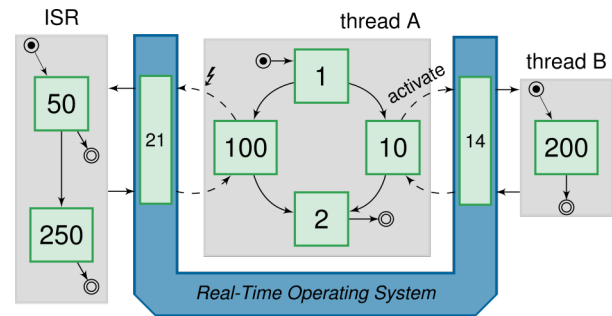 ISR
thread A
thread B
50
250
21
1
100
10
2
activate
14
200
Real-Time Operating System